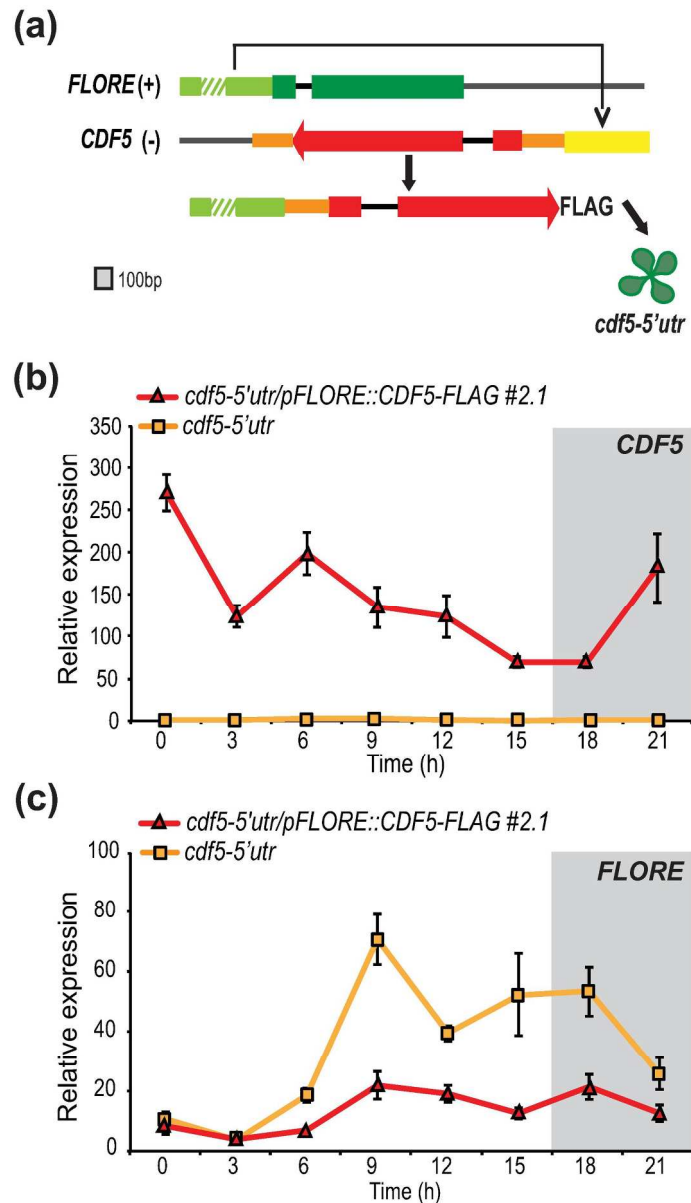 (a)
FLORE (+)
CDF5 (-)
FLAG
100bp
cdf5-5'utr
(b)
cdf5-5'utr/pFLORE::CDF5-FLAG #2.1
cdf5-5'utr
350
300
250
200
150
100
50
0
Relative expression
CDF5
0 3 6 9 12 15 18 21
Time (h)
(c)
cdf5-5'utr/pFLORE::CDF5-FLAG #2.1
cdf5-5'utr
100
80
60
40
20
0
Relative expression
FLORE
0 3 6 9 12 15 18 21
Time (h)